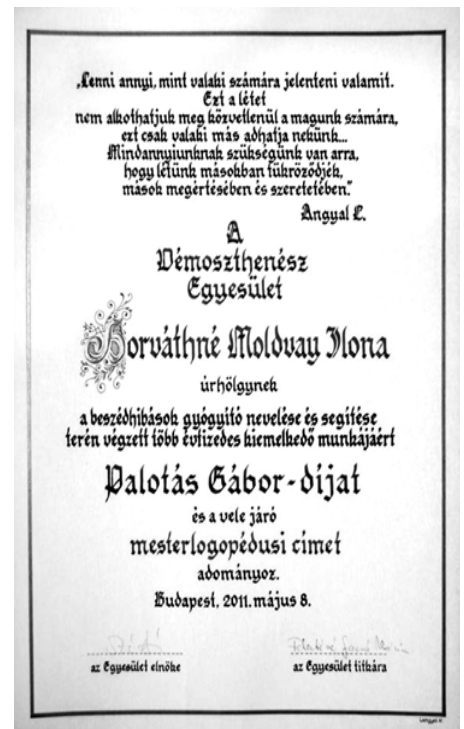 „Lenni annyi, mint valaki számára jelenteni valamit.
Ezt a létet
nem alkothatjuk meg közvetlenül a magunk számára,
ezt csak valaki más adhatja nekünk...
Mindannyiunknak szükségünk van arra,
hogy létünk másokban tükröződjék,
mások megértésében és szeretetében."
Angyal L.
A
Démoszthenész
Egyesület
Horváthné Moldvay Ilona
úrhölgynek
a beszédhibások gyógyító nevelése és segítése
terén végzett több évtizedes kiemelkedő munkájáért
Palotás Gábor-díjat
és a vele járó
mesterlogopédusi címet
adományoz.
Budapest, 2011. május 8.
az Egyesület elnöke
az Egyesület titkára